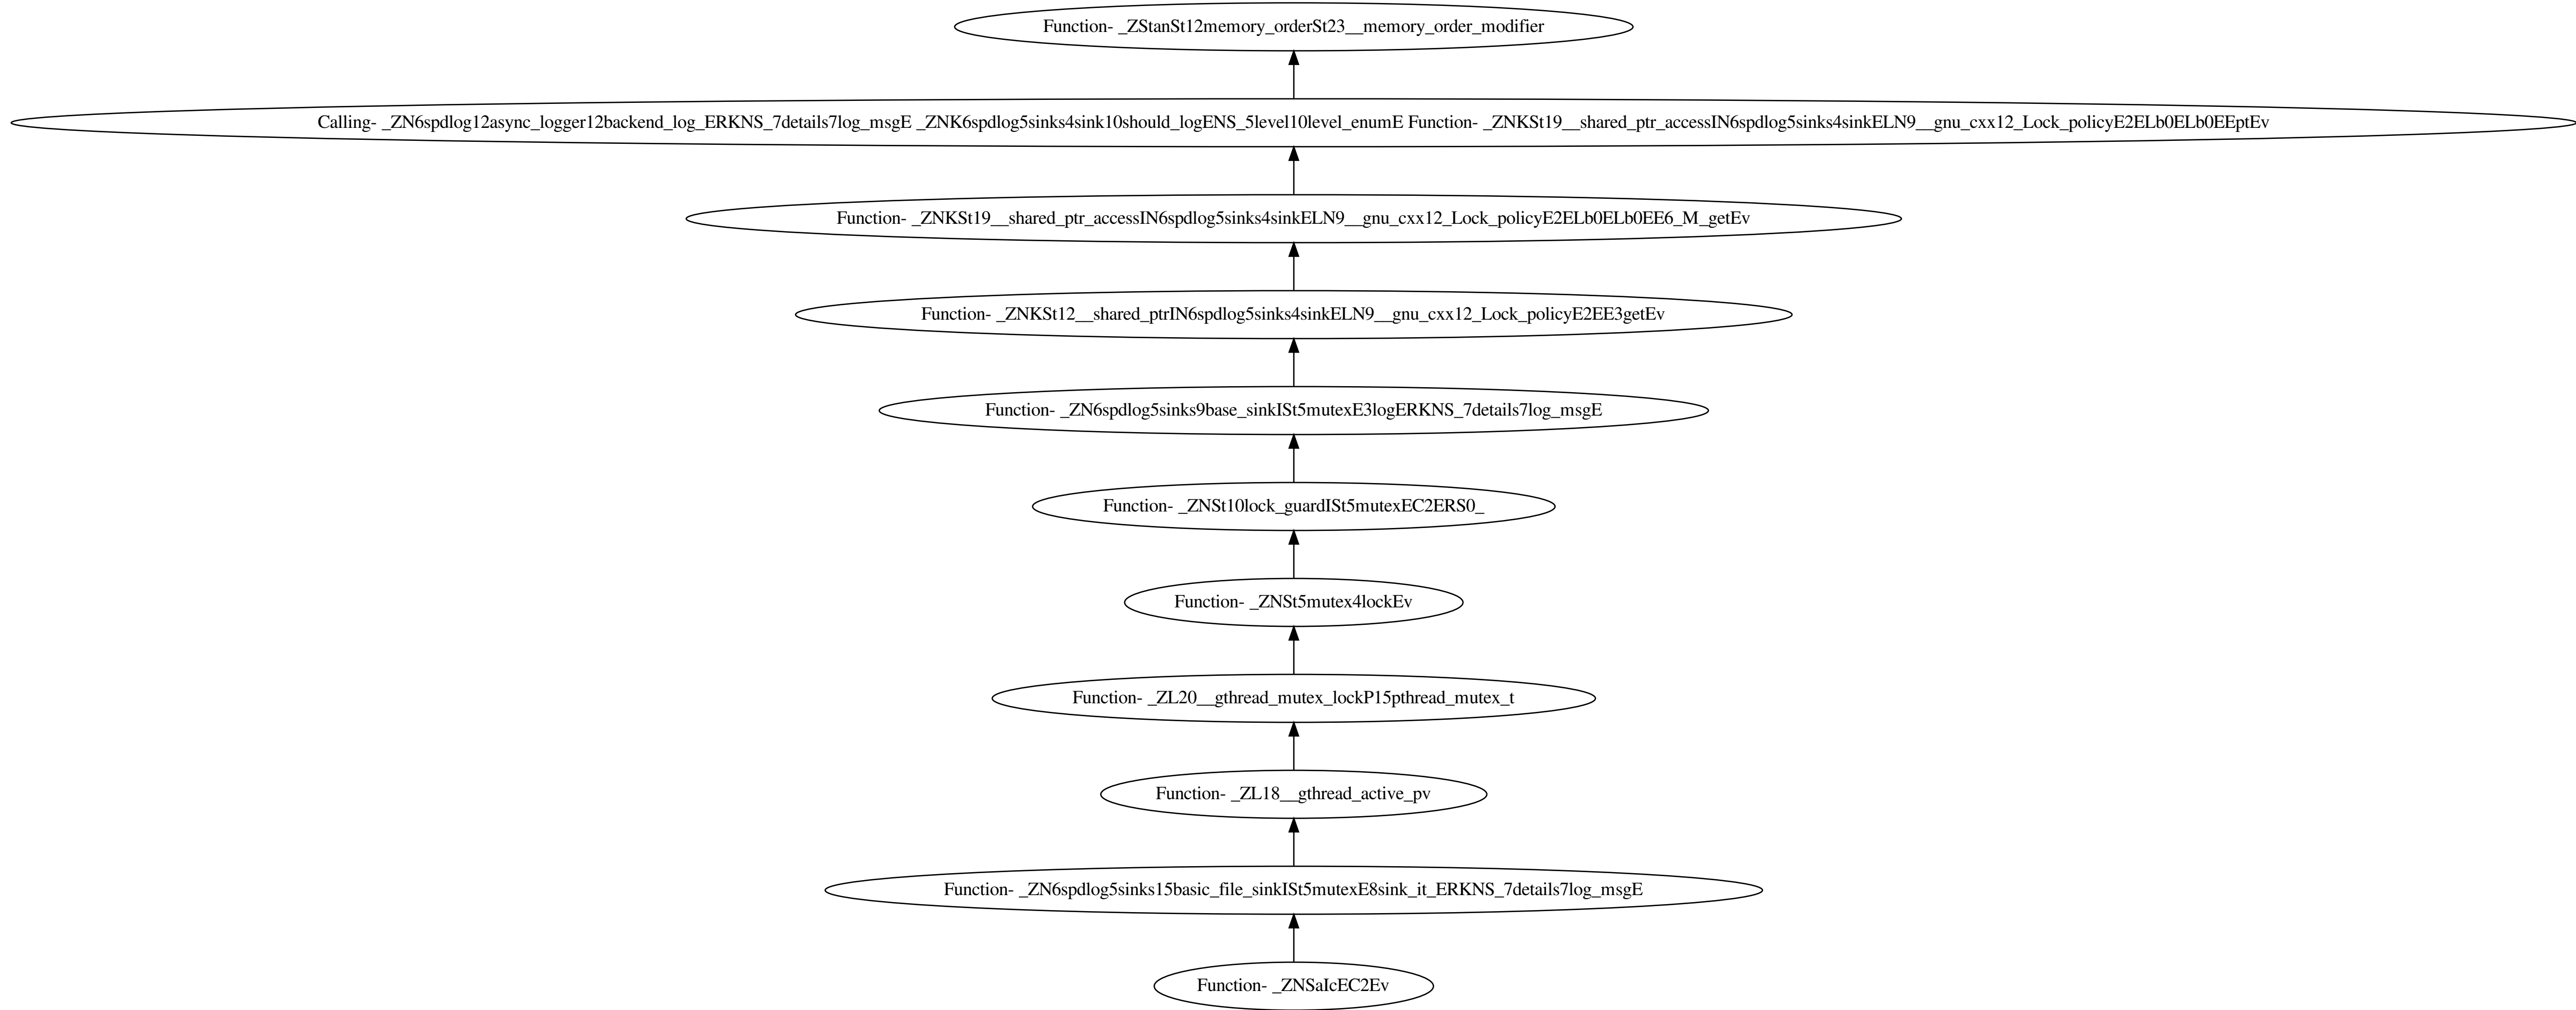 Function- _ZStanSt12memory_orderSt23__memory_order_modifier
Calling- _ZN6spdlog12async_logger12backend_log_ERKNS_7details7log_msgE _ZNK6spdlog5sinks4sink10should_logENS_5level10level_enumE Function- _ZNKSt19__shared_ptr_accessIN6spdlog5sinks4sinkELN9__gnu_cxx12_Lock_policyE2ELb0ELb0EEptEv
Function- _ZNKSt19__shared_ptr_accessIN6spdlog5sinks4sinkELN9__gnu_cxx12_Lock_policyE2ELb0ELb0EE6_M_getEv
Function- _ZNKSt12__shared_ptrIN6spdlog5sinks4sinkELN9__gnu_cxx12_Lock_policyE2EE3getEv
Function- _ZN6spdlog5sinks9base_sinkISt5mutexE3logERKNS_7details7log_msgE
Function- _ZNSt10lock_guardISt5mutexEC2ERS0_
Function- _ZNSt5mutex4lockEv
Function- _ZL20__gthread_mutex_lockP15pthread_mutex_t
Function- _ZL18__gthread_active_pv
Function- _ZN6spdlog5sinks15basic_file_sinkISt5mutexE8sink_it_ERKNS_7details7log_msgE
Function- _ZNSaIcEC2Ev